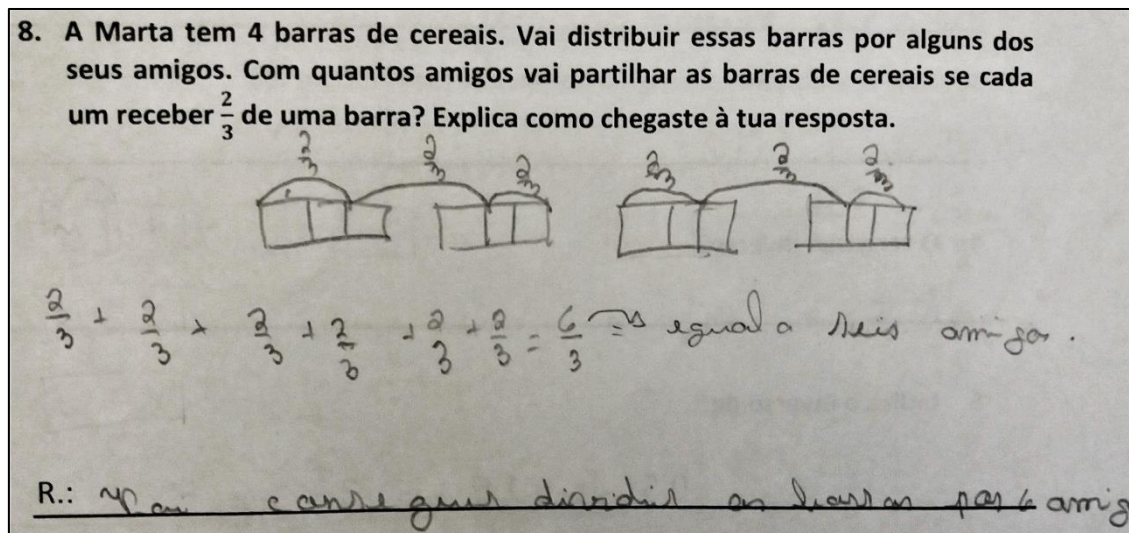 8. A Marta tem 4 barras de cereais. Vai distribuir essas barras por alguns dos
seus amigos. Com quantos amigos vai partilhar as barras de cereais se cada
um receber 2/3 de uma barra? Explica como chegaste à tua resposta.
2/3 2/3 2/3 2/3 2/3 2/3
2/3 + 2/3 + 2/3 + 2/3 + 2/3 + 2/3 = 6/3 => egual a seis amigos.
R.: Vai conseguir dividir as barras por 6 amig